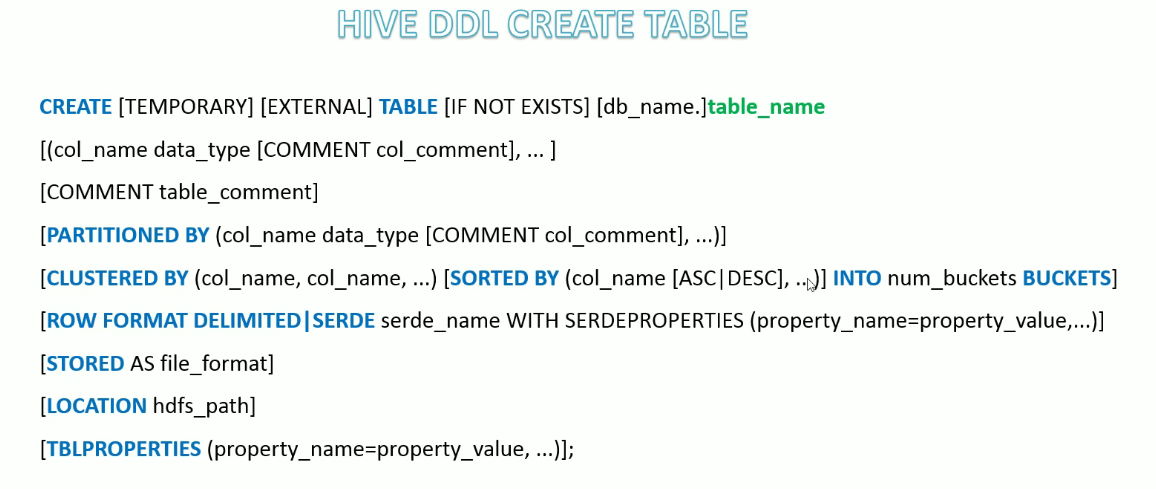 HIVE DDL CREATE TABLE
CREATE [TEMPORARY] [EXTERNAL] TABLE [IF NOT EXISTS] [db_name.]table_name
[(col_name data_type [COMMENT col_comment], ... ]
[COMMENT table_comment]
[PARTITIONED BY (col_name data_type [COMMENT col_comment], ...)]
[CLUSTERED BY (col_name, col_name, ...) [SORTED BY (col_name [ASC|DESC], ...)] INTO num_buckets BUCKETS]
[ROW FORMAT DELIMITED|SERDE serde_name WITH SERDEPROPERTIES (property_name=property_value,...)]
[STORED AS file_format]
[LOCATION hdfs_path]
[TBLPROPERTIES (property_name=property_value, ...)];